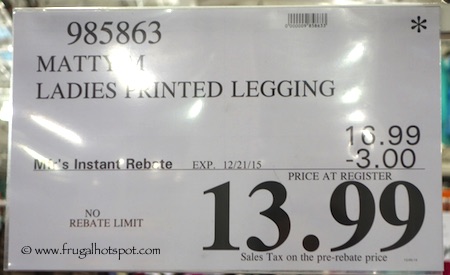 985863
*
MATTY M
LADIES PRINTED LEGGING
16.99
Mfr's Instant Rebate EXP. 12/21/15 -3.00
PRICE AT REGISTER
13.99
NO
REBATE LIMIT
Sales Tax on the pre-rebate price
© www.frugalhotspot.com